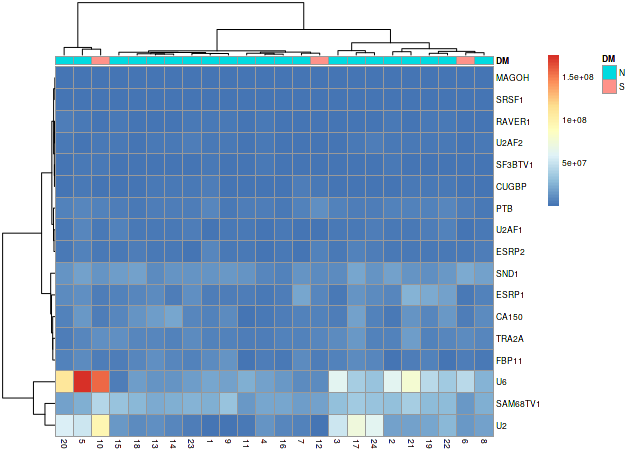 DM
MAGOH
SRSF1
RAVER1
U2AF2
SF3BTV1
CUGBP
PTB
U2AF1
ESRP2
SND1
ESRP1
CA150
TRA2A
FBP11
U6
SAM68TV1
U2
20 5 10 15 18 13 14 23 1 9 11 4 16 7 12 3 17 24 2 21 19 22 6 8
1.5e+08
1e+08
5e+07
DM
N
S